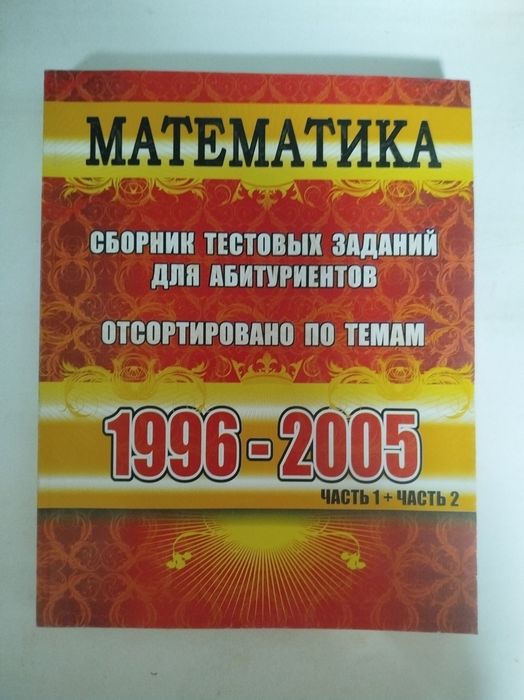 МАТЕМАТИКА
СБОРНИК ТЕСТОВЫХ ЗАДАНИЙ
ДЛЯ АБИТУРИЕНТОВ
ОТСОРТИРОВАНО ПО ТЕМАМ
1996-2005
ЧАСТЬ 1 + ЧАСТЬ 2